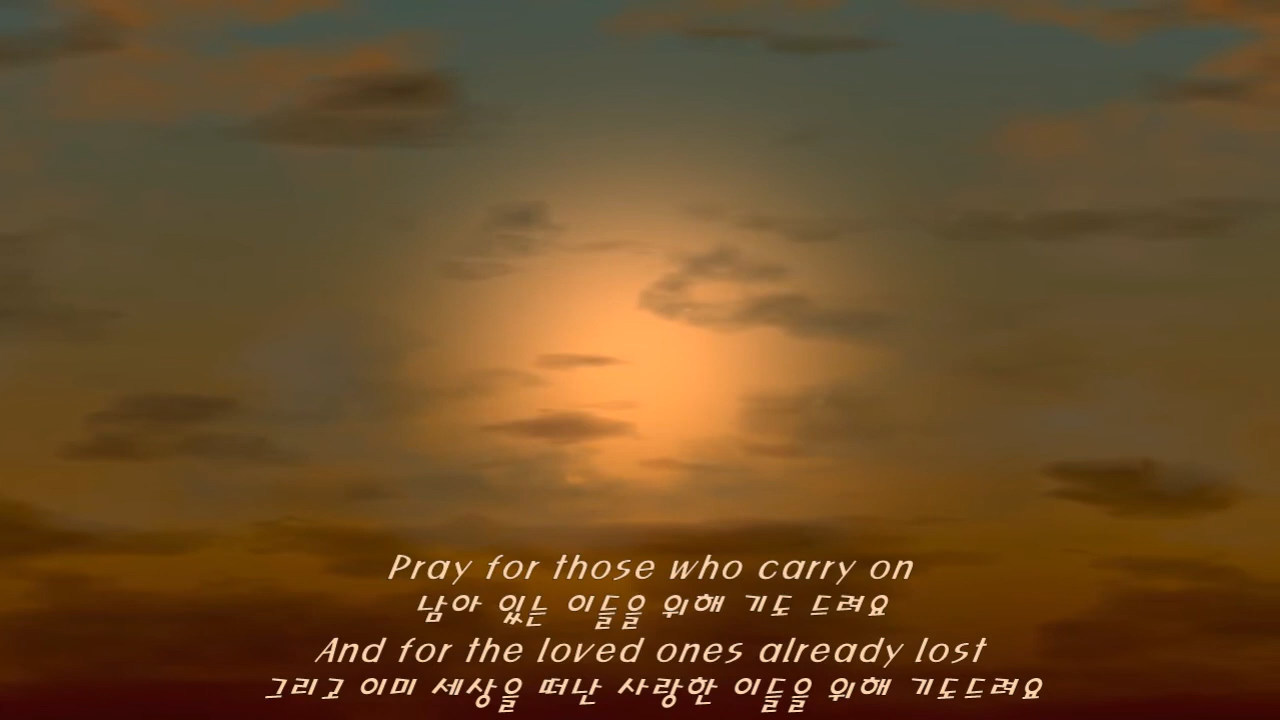 Pray for those who carry on
남아 있는 이들을 위해 기도 드려요
And for the loved ones already lost
그리고 이미 세상을 떠난 사랑한 이들을 위해 기도드려요